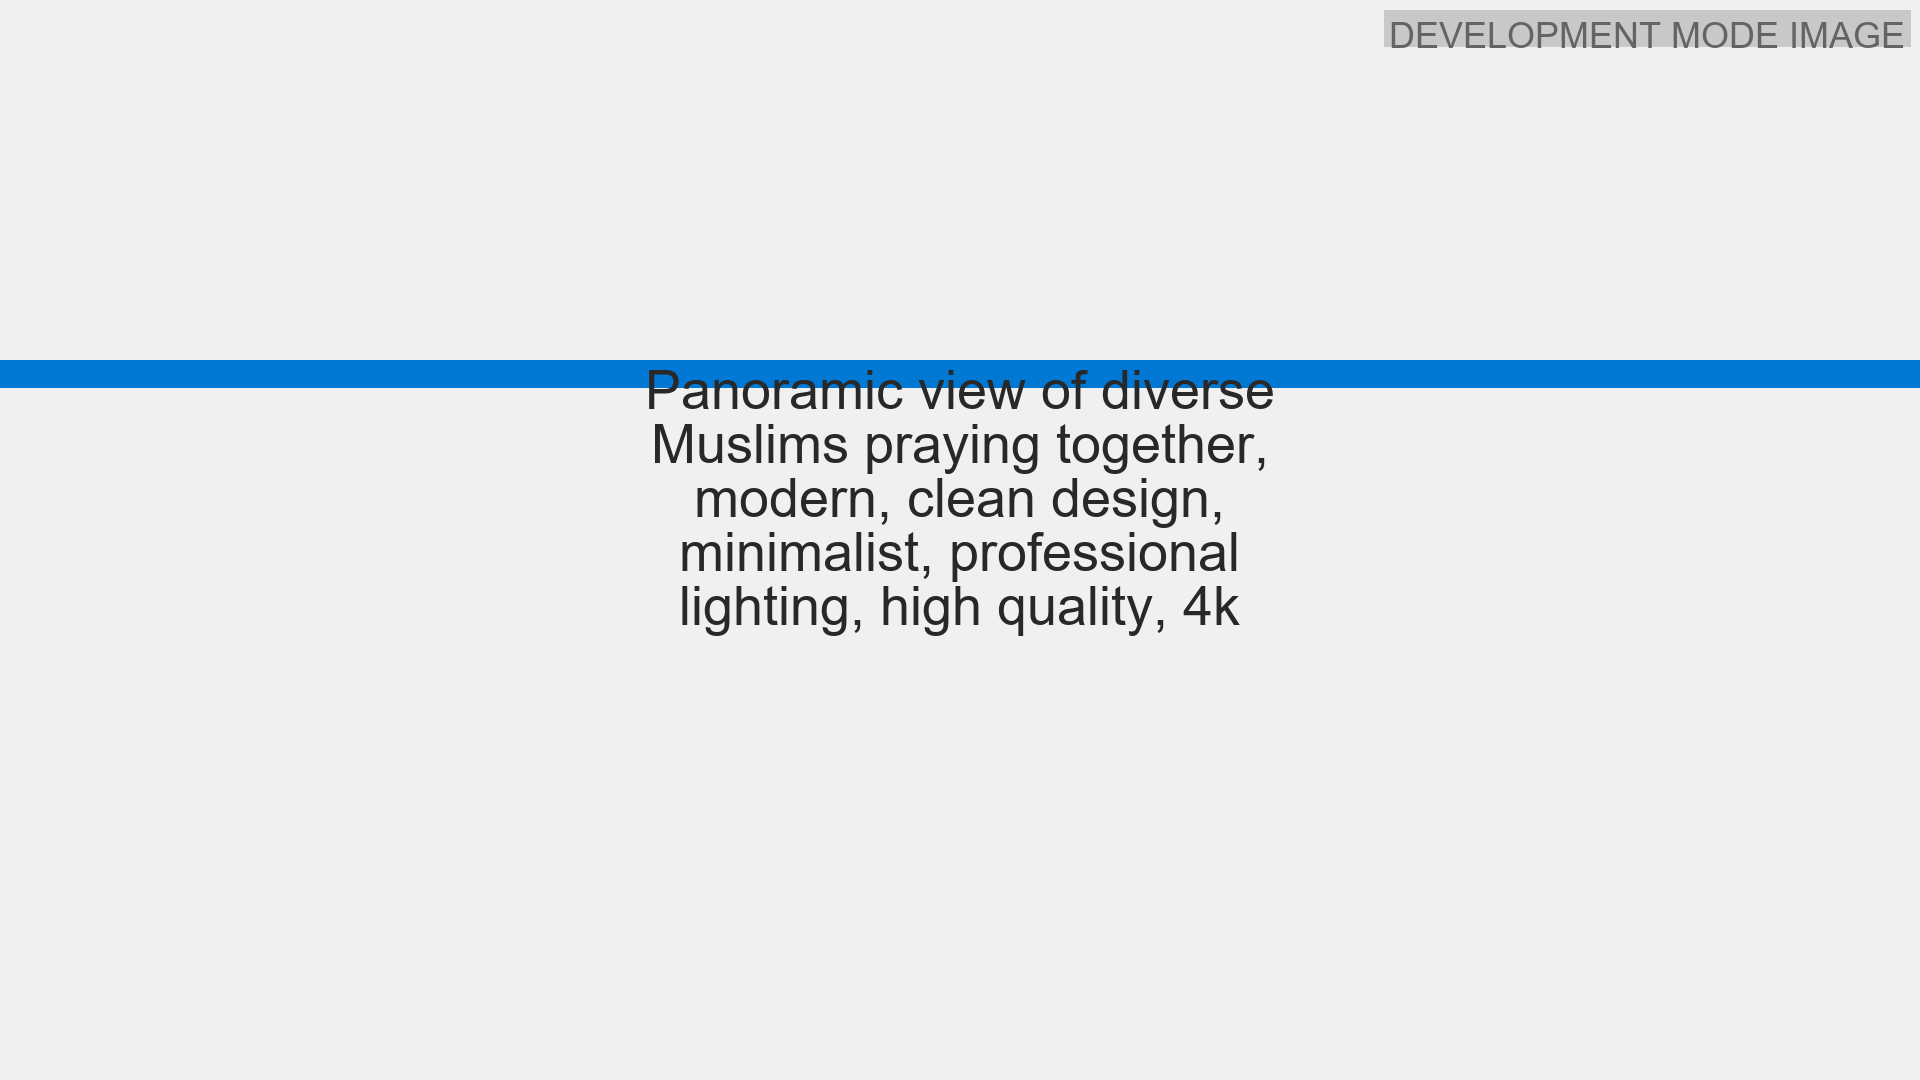 DEVELOPMENT MODE IMAGE
Panoramic view of diverse
Muslims praying together,
modern, clean design,
minimalist, professional
lighting, high quality, 4k